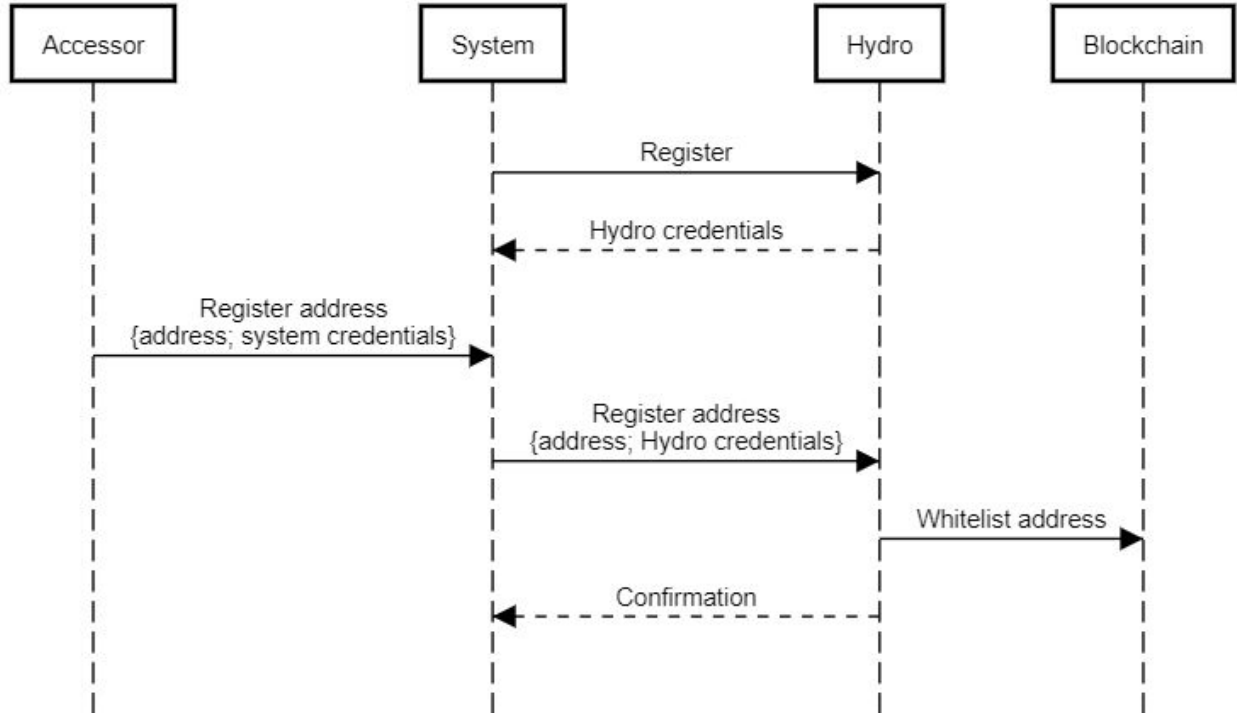 Accessor
System
Hydro
Blockchain
Register
Hydro credentials
Register address
{address; system credentials}
Register address
{address; Hydro credentials}
Whitelist address
Confirmation